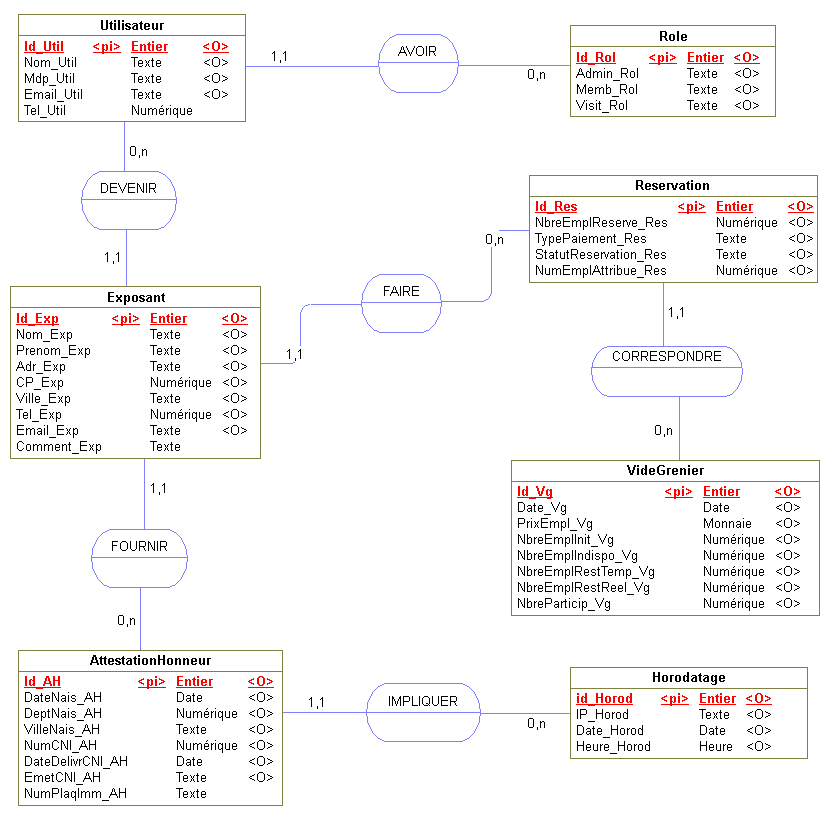 Utilisateur
Id_Util <pi> Entier <O>
Nom_Util Texte <O>
Mdp_Util Texte <O>
Email_Util Texte <O>
Tel_Util Numérique
1,1
AVOIR
0,n
Role
Id_Rol <pi> Entier <O>
Admin_Rol Texte <O>
Memb_Rol Texte <O>
Visit_Rol Texte <O>
0,n
DEVENIR
1,1
Reservation
Id_Res <pi> Entier <O>
NbreEmplReserve_Res Numérique <O>
TypePaiement_Res Texte <O>
StatutReservation_Res Texte <O>
NumEmplAttribue_Res Numérique <O>
0,n
FAIRE
1,1
Exposant
Id_Exp <pi> Entier <O>
Nom_Exp Texte <O>
Prenom_Exp Texte <O>
Adr_Exp Texte <O>
CP_Exp Numérique <O>
Ville_Exp Texte <O>
Tel_Exp Numérique <O>
Email_Exp Texte <O>
Comment_Exp Texte
1,1
CORRESPONDRE
0,n
VideGrenier
Id_Vg <pi> Entier <O>
Date_Vg Date <O>
PrixEmpl_Vg Monnaie <O>
NbreEmplInit_Vg Numérique <O>
NbreEmplIndispo_Vg Numérique <O>
NbreEmplRestTemp_Vg Numérique <O>
NbreEmplRestReel_Vg Numérique <O>
NbreParticip_Vg Numérique <O>
1,1
FOURNIR
0,n
AttestationHonneur
Id_AH <pi> Entier <O>
DateNais_AH Date <O>
DeptNais_AH Numérique <O>
VilleNais_AH Texte <O>
NumCNI_AH Numérique <O>
DateDelivrCNI_AH Date <O>
EmetCNI_AH Texte <O>
NumPlaqImm_AH Texte
1,1
IMPLIQUER
0,n
Horodatage
id_Horod <pi> Entier <O>
IP_Horod Texte <O>
Date_Horod Date <O>
Heure_Horod Heure <O>